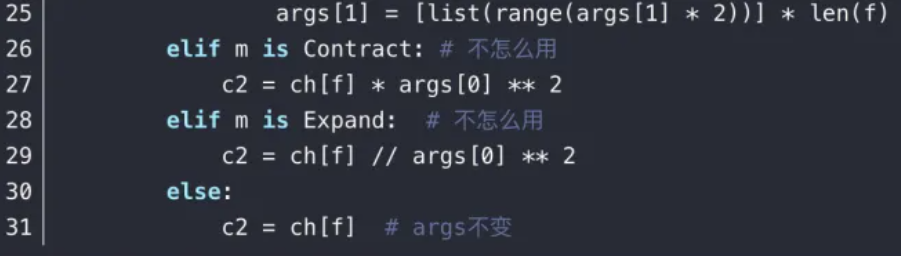 25 args[1] = [list(range(args[1] * 2))] * len(f)
26 elif m is Contract: # 不怎么用
27 c2 = ch[f] * args[0] ** 2
28 elif m is Expand:  # 不怎么用
29 c2 = ch[f] // args[0] ** 2
30 else:
31 c2 = ch[f]  # args不变